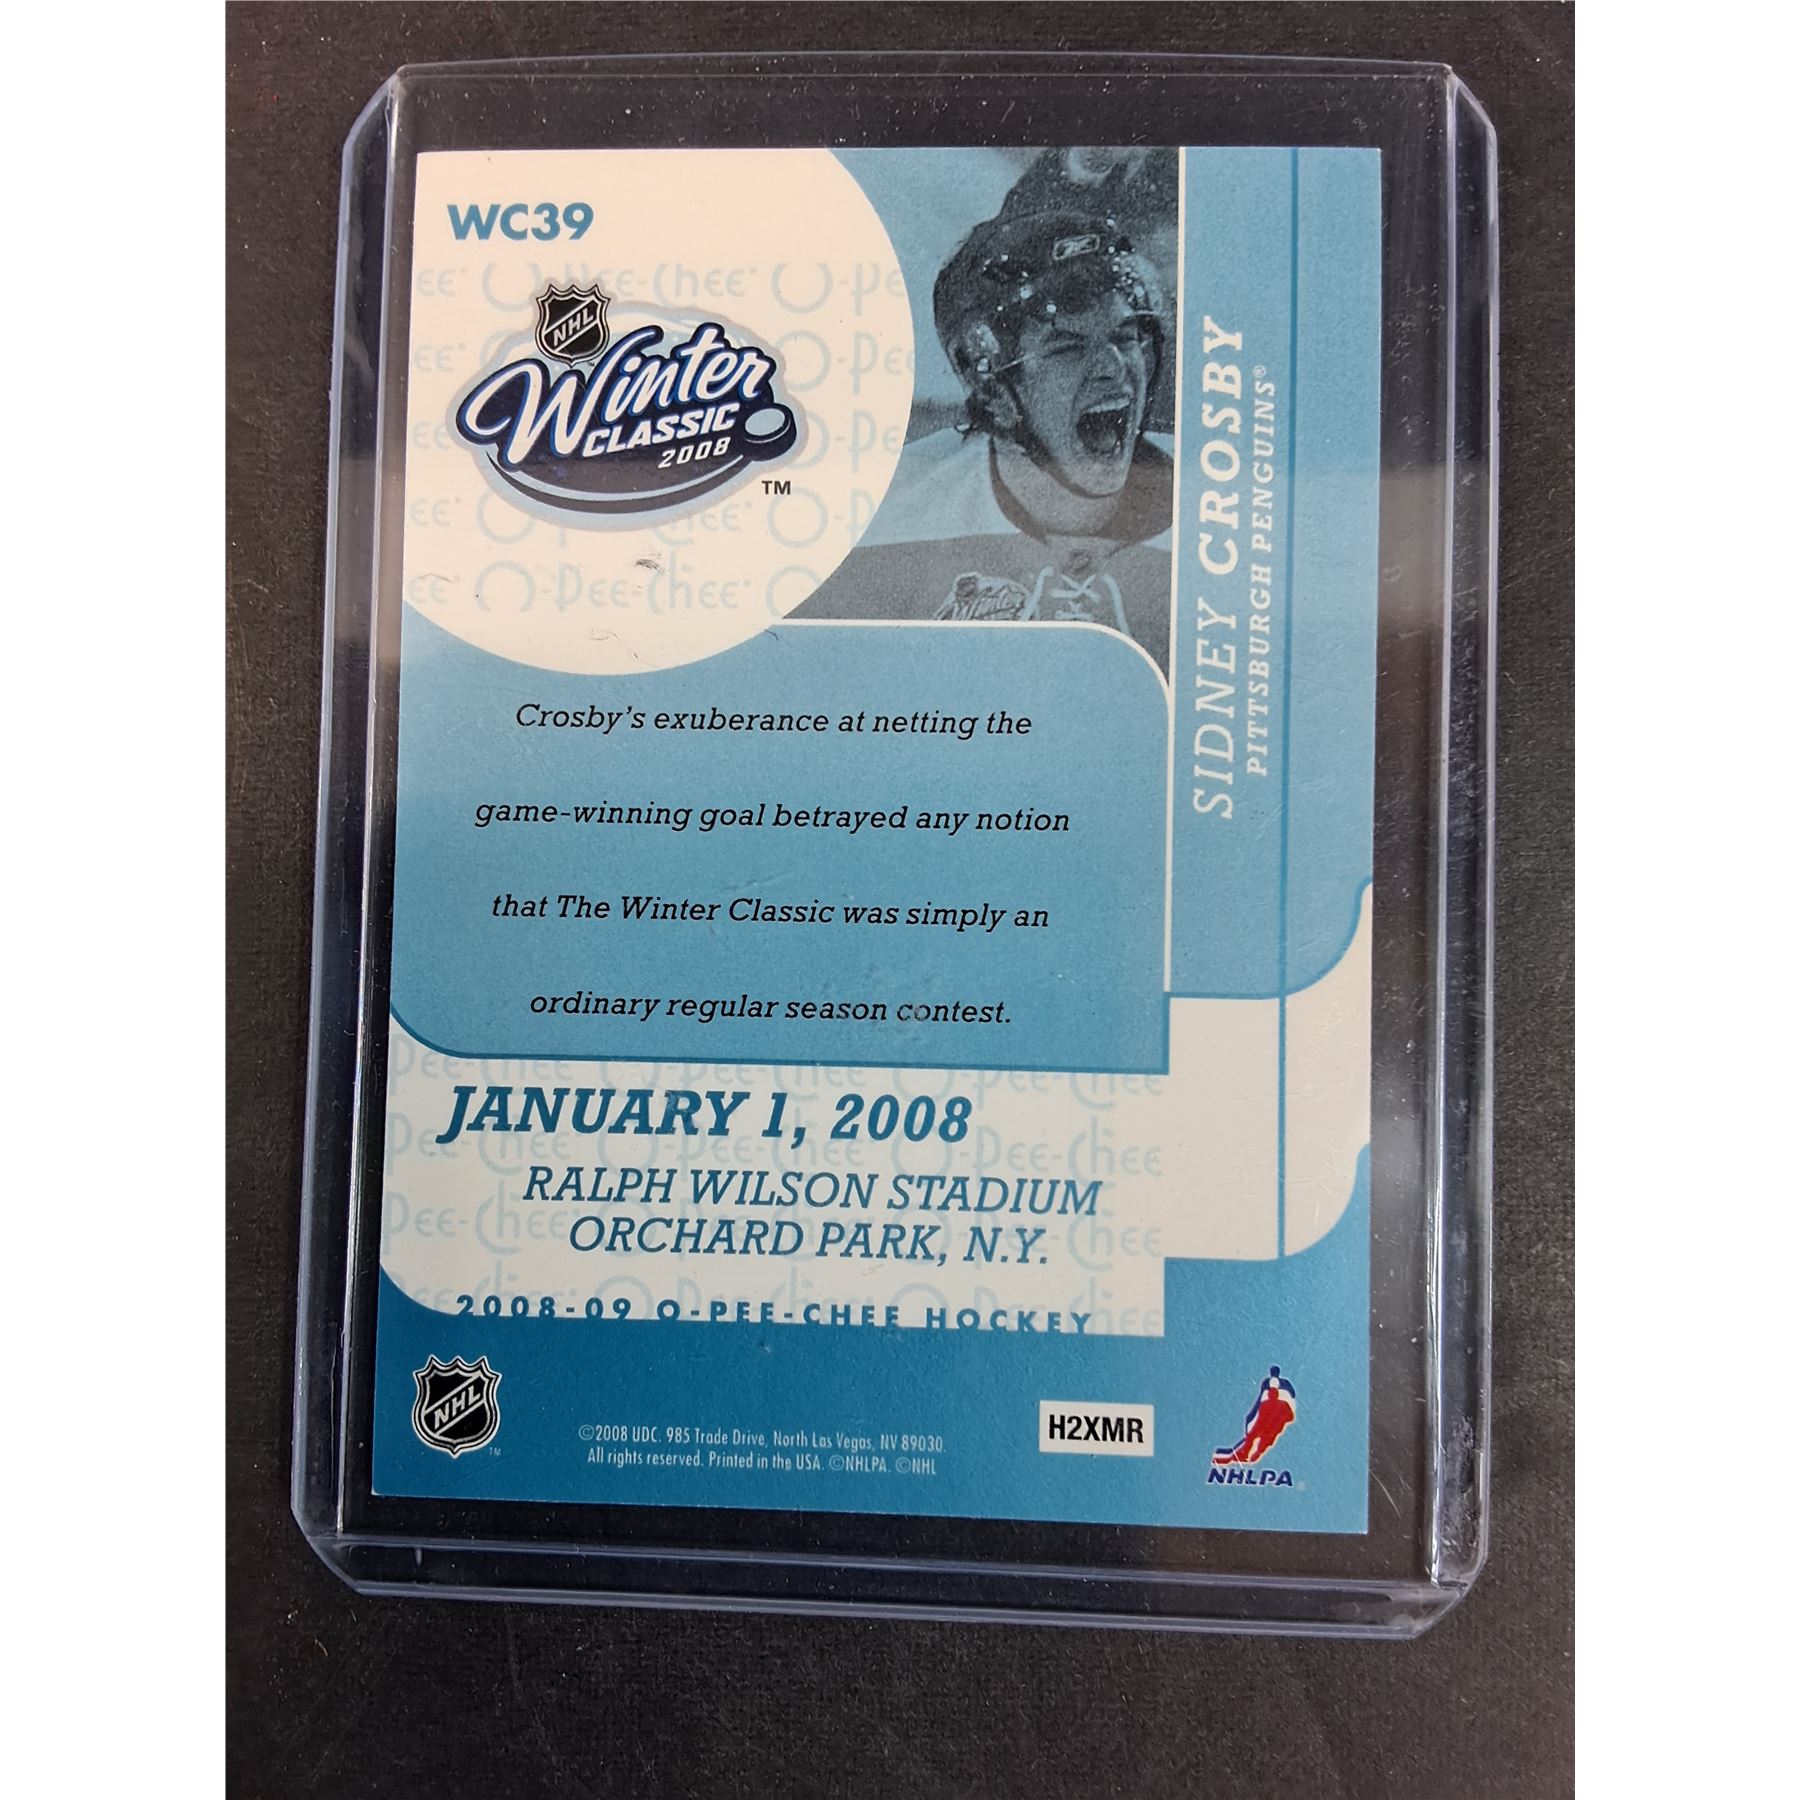 WC39
NHL
Winter
CLASSIC
2008
TM
SIDNEY CROSBY
PITTSBURGH PENGUINS®
Crosby's exuberance at netting the
game-winning goal betrayed any notion
that The Winter Classic was simply an
ordinary regular season contest.
JANUARY 1, 2008
RALPH WILSON STADIUM
ORCHARD PARK, N.Y.
2008-09 O-PEE-CHEE HOCKEY
NHL
TM
©2008 UDC. 985 Trade Drive, North Las Vegas, NV 89030.
All rights reserved. Printed in the USA. ©NHLPA. ©NHL
H2XMR
NHLPA